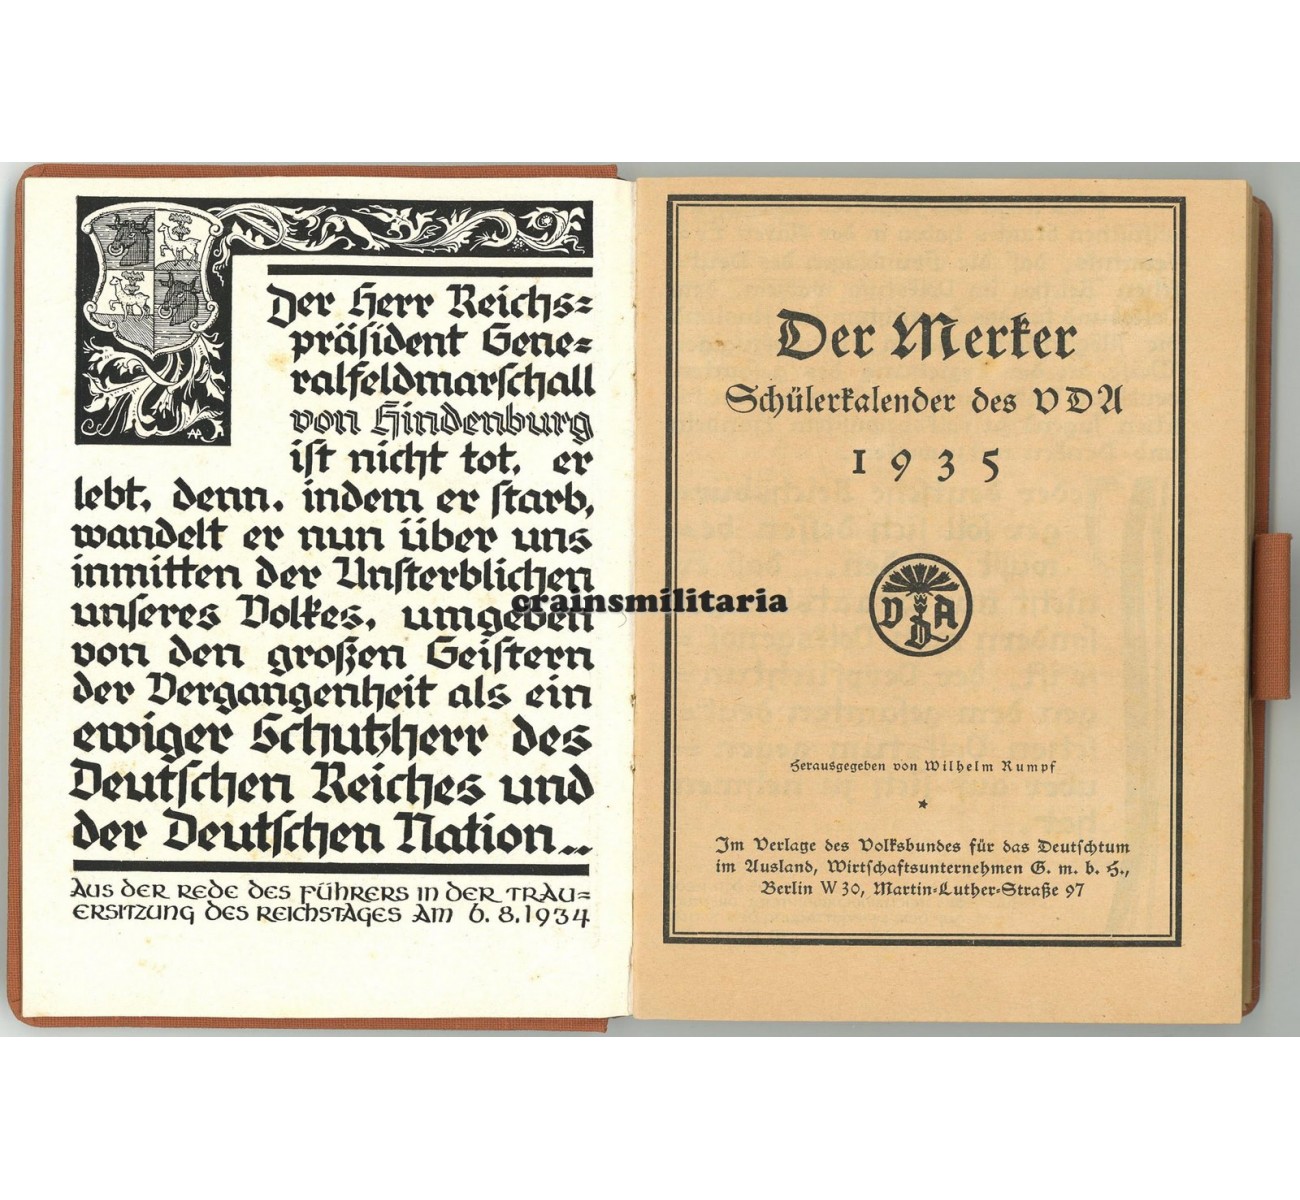 Der Herr Reichs=
präsident Gene=
ralfeldmarschall
von Hindenburg
ist nicht tot, er
lebt, denn, indem er starb,
wandelt er nun über uns
inmitten der Unsterblichen
unseres Volkes, umgeben
von den großen Geistern
der Vergangenheit als ein
ewiger Schutzherr des
Deutschen Reiches und
der Deutschen Nation...
AUS DER REDE DES FÜHRERS IN DER TRAU=
ERSITZUNG DES REICHSTAGES AM 6.8.1934
Der Merker
Schülerkalender des VDA
1935
VDA
Herausgegeben von Wilhelm Rumpf
*
Im Verlage des Volksbundes für das Deutschtum
im Ausland, Wirtschaftsunternehmen G. m. b. H.,
Berlin W 30, Martin=Luther=Straße 97
crainsmilitaria